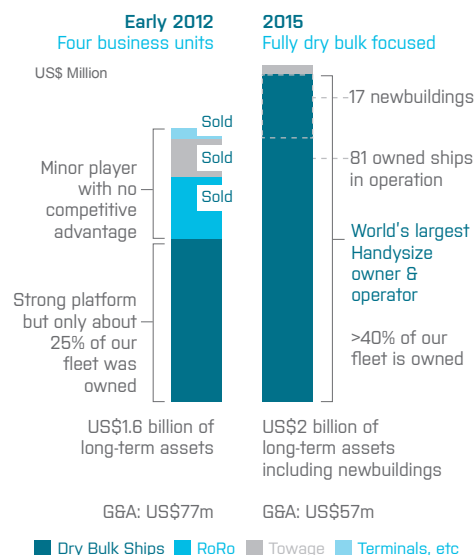 Early 2012
Four business units
2015
Fully dry bulk focused
US$ Million
Sold
Sold
Sold
Minor player
with no
competitive
advantage
Strong platform
but only about
25% of our
fleet was
owned
17 newbuildings
81 owned ships
in operation
World's largest
Handysize
owner &
operator
>40% of our
fleet is owned
US$1.6 billion of
long-term assets
US$2 billion of
long-term assets
including newbuildings
G&A: US$77m
G&A: US$57m
Dry Bulk Ships RoRo Towage Terminals, etc